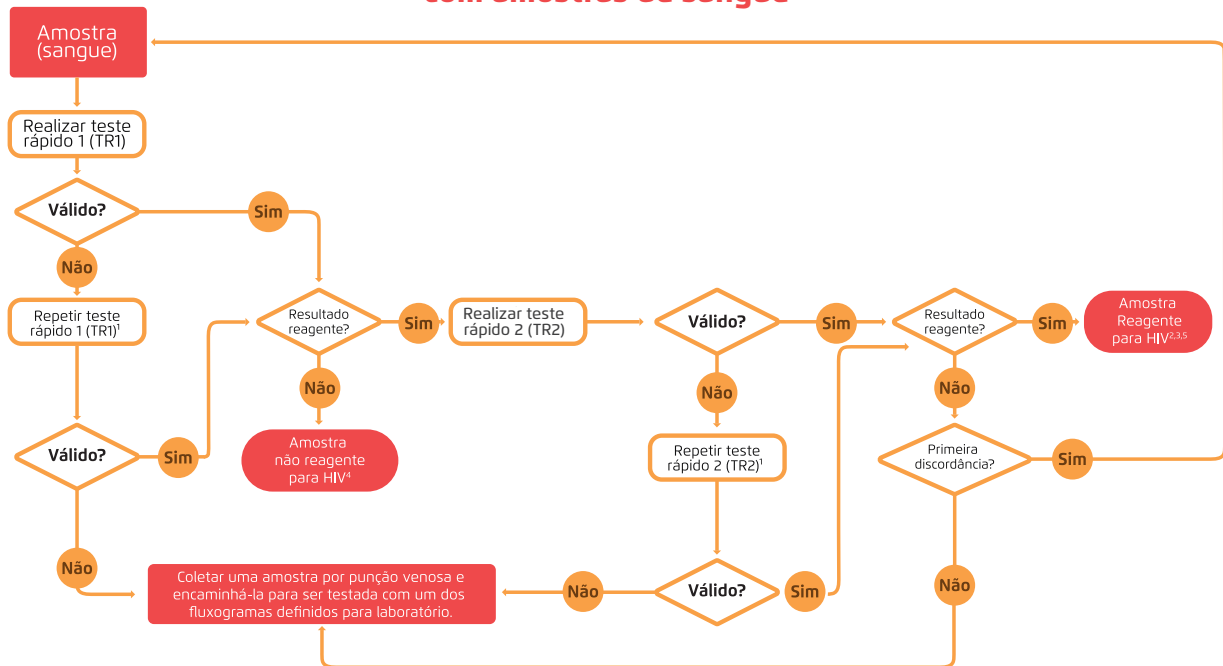 com amostras de sangue
Amostra
(sangue)
Realizar teste
rápido 1 (TR1)
Válido?
Sim
Não
Repetir teste
rápido 1 (TR1)¹
Válido?
Sim
Não
Resultado
reagente?
Sim
Não
Amostra
não reagente
para HIV⁴
Realizar teste
rápido 2 (TR2)
Válido?
Sim
Não
Repetir teste
rápido 2 (TR2)¹
Válido?
Sim
Não
Resultado
reagente?
Sim
Amostra
Reagente
para HIV²,³,⁵
Não
Primeira
discordância?
Sim
Não
Coletar uma amostra por punção venosa e
encaminhá-la para ser testada com um dos
fluxogramas definidos para laboratório.